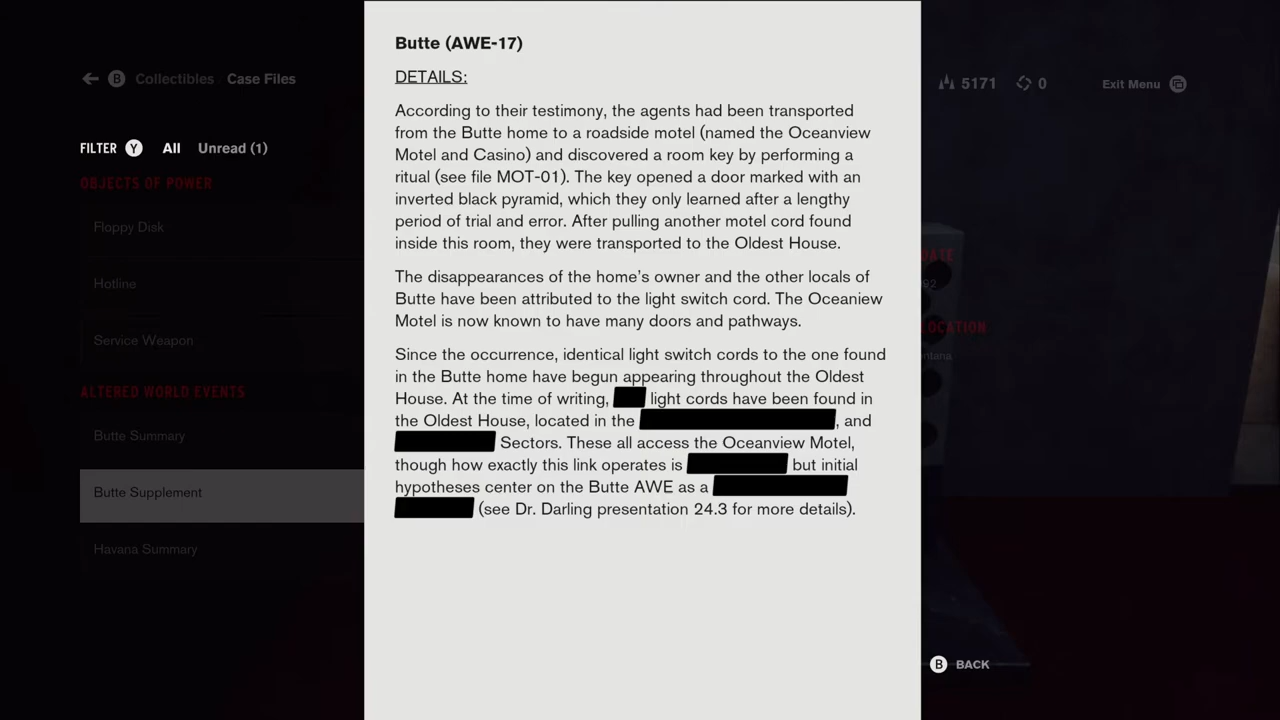 Butte (AWE-17)
DETAILS:
According to their testimony, the agents had been transported
from the Butte home to a roadside motel (named the Oceanview
Motel and Casino) and discovered a room key by performing a
ritual (see file MOT-01). The key opened a door marked with an
inverted black pyramid, which they only learned after a lengthy
period of trial and error. After pulling another motel cord found
inside this room, they were transported to the Oldest House.
The disappearances of the home's owner and the other locals of
Butte have been attributed to the light switch cord. The Oceaniew
Motel is now known to have many doors and pathways.
Since the occurrence, identical light switch cords to the one found
in the Butte home have begun appearing throughout the Oldest
House. At the time of writing, light cords have been found in
the Oldest House, located in the , and
Sectors. These all access the Oceanview Motel,
though how exactly this link operates is but initial
hypotheses center on the Butte AWE as a
(see Dr. Darling presentation 24.3 for more details).
B Collectibles Case Files
FILTER Y All Unread (1)
OBJECTS OF POWER
Floppy Disk
Hotline
Service Weapon
ALTERED WORLD EVENTS
Butte Summary
Butte Supplement
Havana Summary
5171 0 Exit Menu
DATE
92
LOCATION
ntana
B BACK